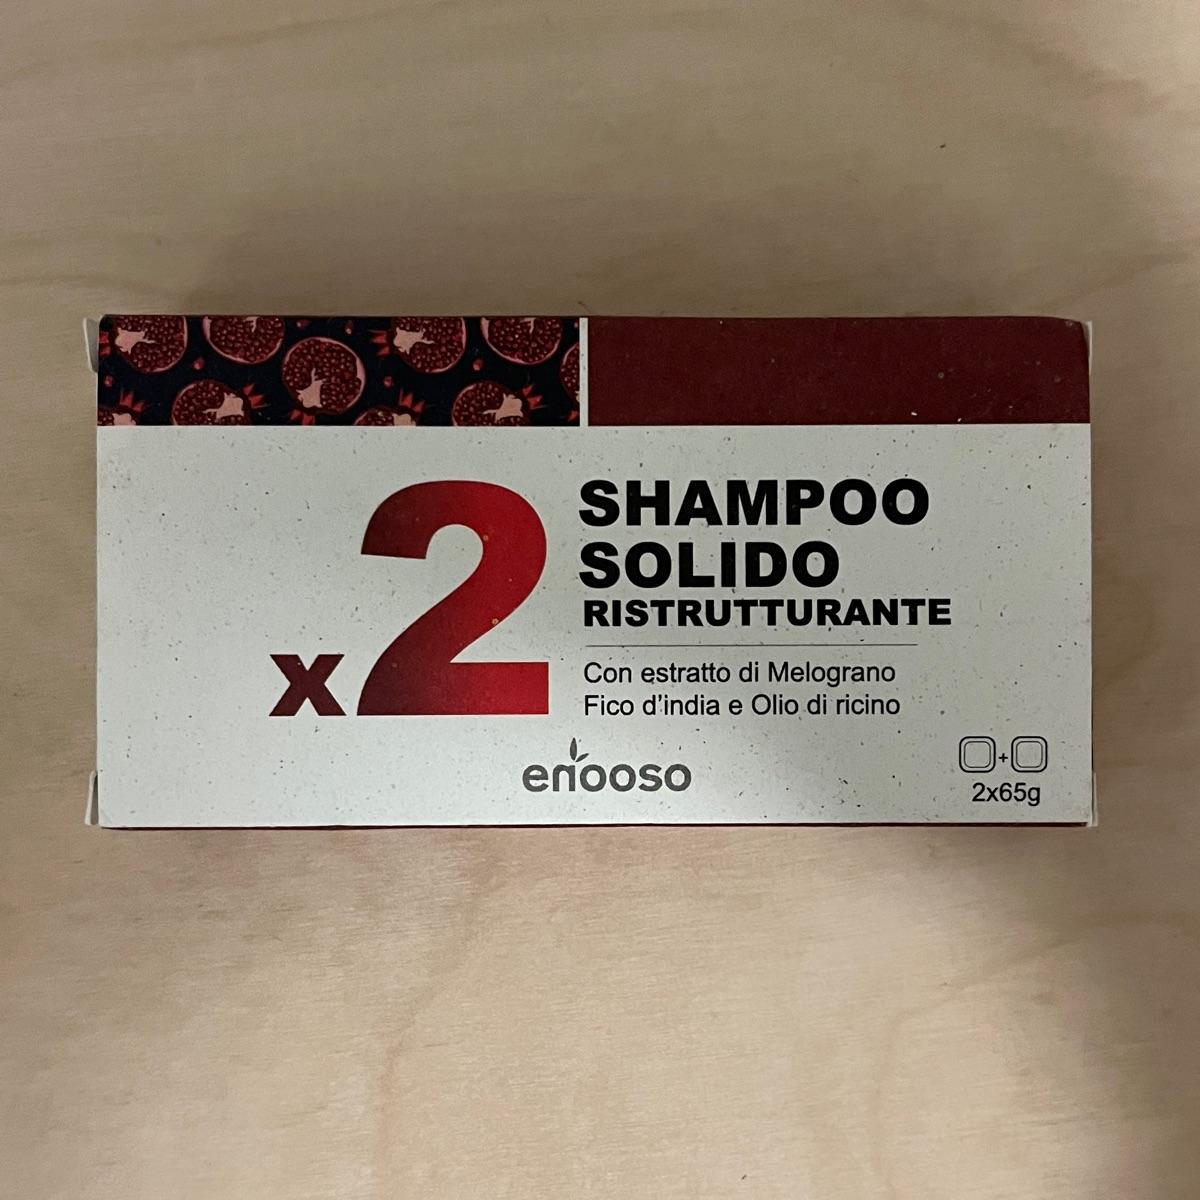 x2
SHAMPOO
SOLIDO
RISTRUTTURANTE
Con estratto di Melograno
Fico d'india e Olio di ricino
enooso
+
2x65g